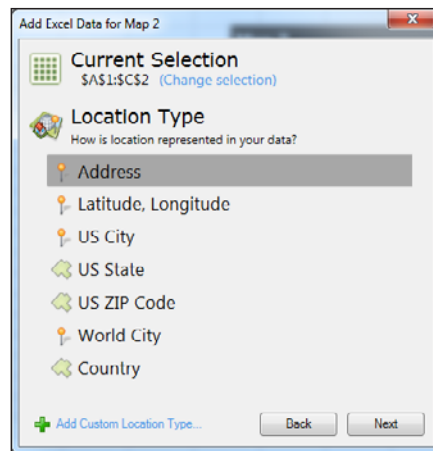 Add Excel Data for Map 2
Current Selection
$A$1:$C$2 (Change selection)
Location Type
How is location represented in your data?
Address
Latitude, Longitude
US City
US State
US ZIP Code
World City
Country
Add Custom Location Type...
Back
Next